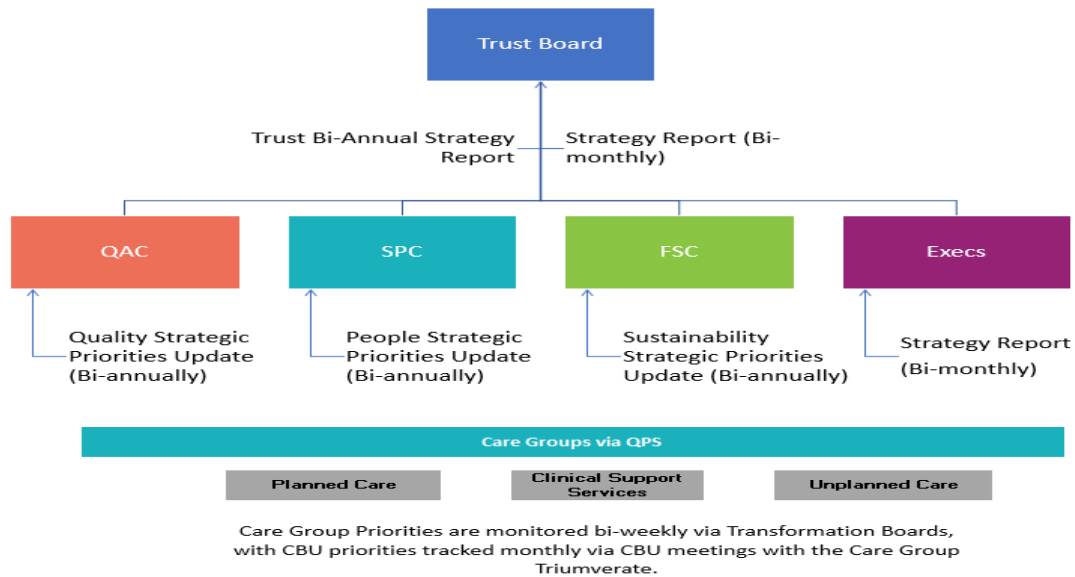 Trust Board
Trust Bi-Annual Strategy
Report
Strategy Report (Bi-
monthly)
QAC
SPC
FSC
Execs
Quality Strategic
Priorities Update
(Bi-annually)
People Strategic
Priorities Update
(Bi-annually)
Sustainability
Strategic Priorities
Update (Bi-annually)
Strategy Report
(Bi-monthly)
Care Groups via QPS
Planned Care
Clinical Support
Services
Unplanned Care
Care Group Priorities are monitored bi-weekly via Transformation Boards,
with CBU priorities tracked monthly via CBU meetings with the Care Group
Triumverate.